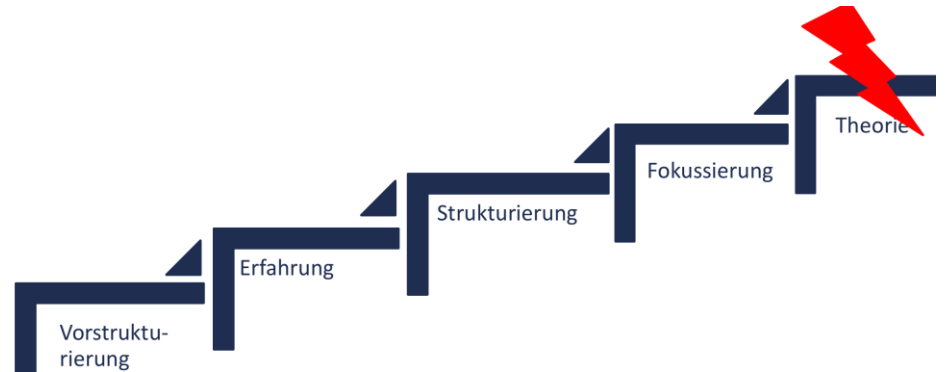 Vorstruktu-
rierung
Erfahrung
Strukturierung
Fokussierung
Theorie